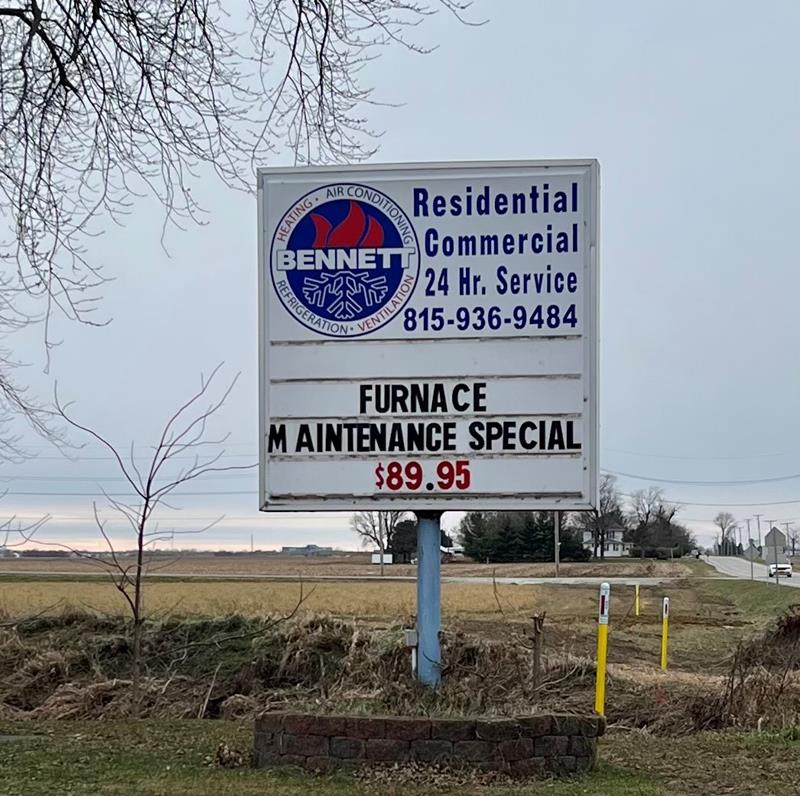 HEATING • AIR CONDITIONING
BENNETT
REFRIGERATION • VENTILATION
Residential
Commercial
24 Hr. Service
815-936-9484
FURNACE
MAINTENANCE SPECIAL
$89.95